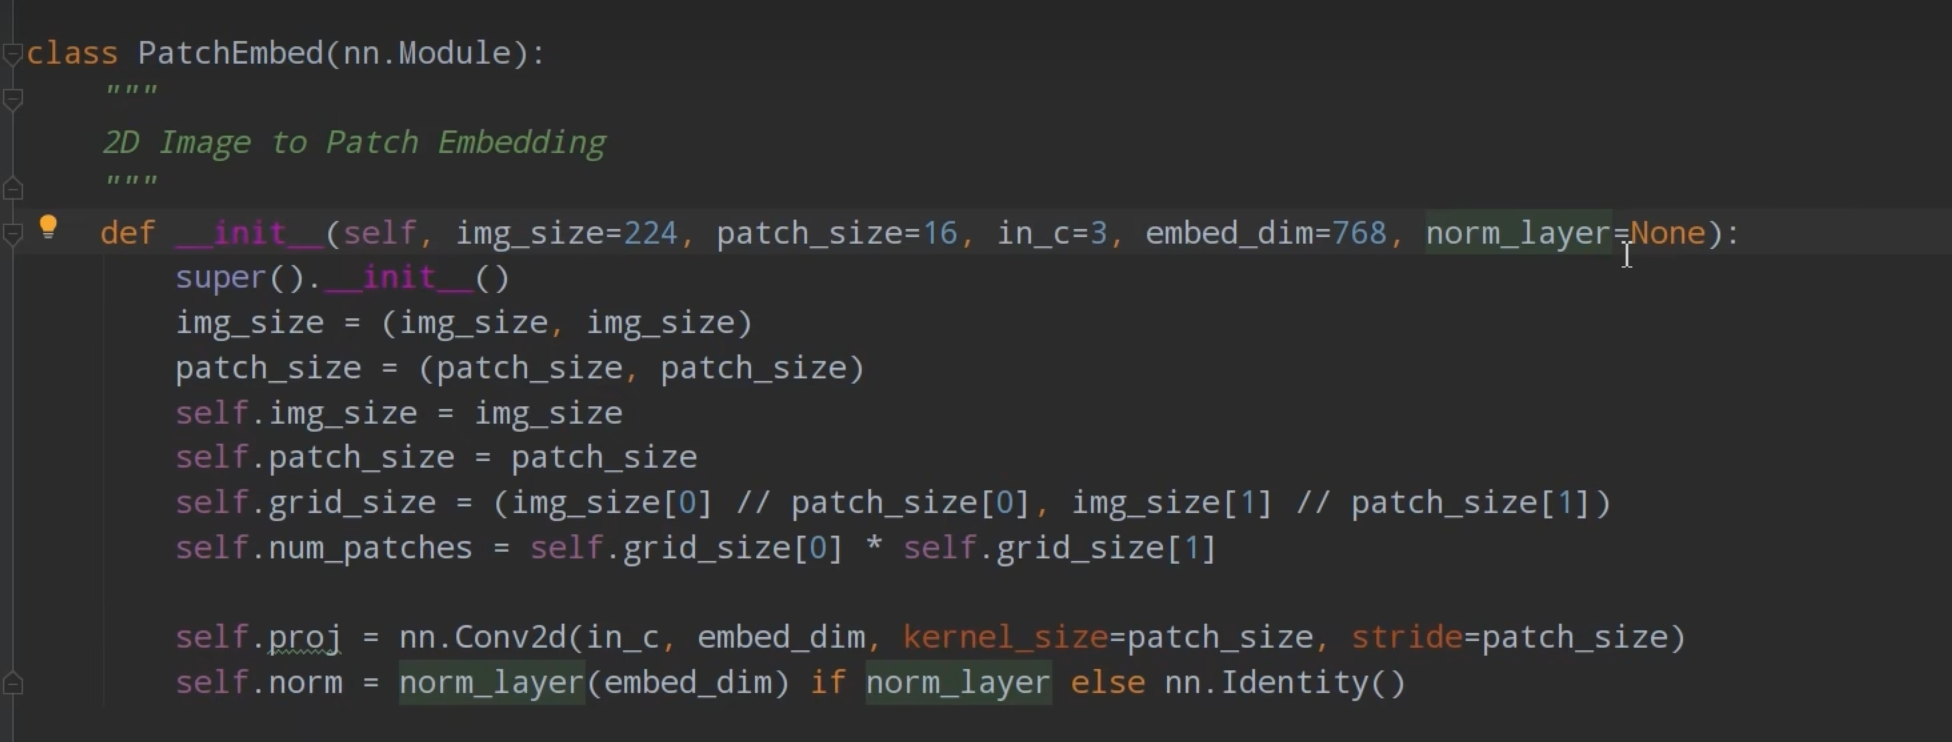 class PatchEmbed(nn.Module):
    """
    2D Image to Patch Embedding
    """
    def __init__(self, img_size=224, patch_size=16, in_c=3, embed_dim=768, norm_layer=None):
        super().__init__()
        img_size = (img_size, img_size)
        patch_size = (patch_size, patch_size)
        self.img_size = img_size
        self.patch_size = patch_size
        self.grid_size = (img_size[0] // patch_size[0], img_size[1] // patch_size[1])
        self.num_patches = self.grid_size[0] * self.grid_size[1]

        self.proj = nn.Conv2d(in_c, embed_dim, kernel_size=patch_size, stride=patch_size)
        self.norm = norm_layer(embed_dim) if norm_layer else nn.Identity()